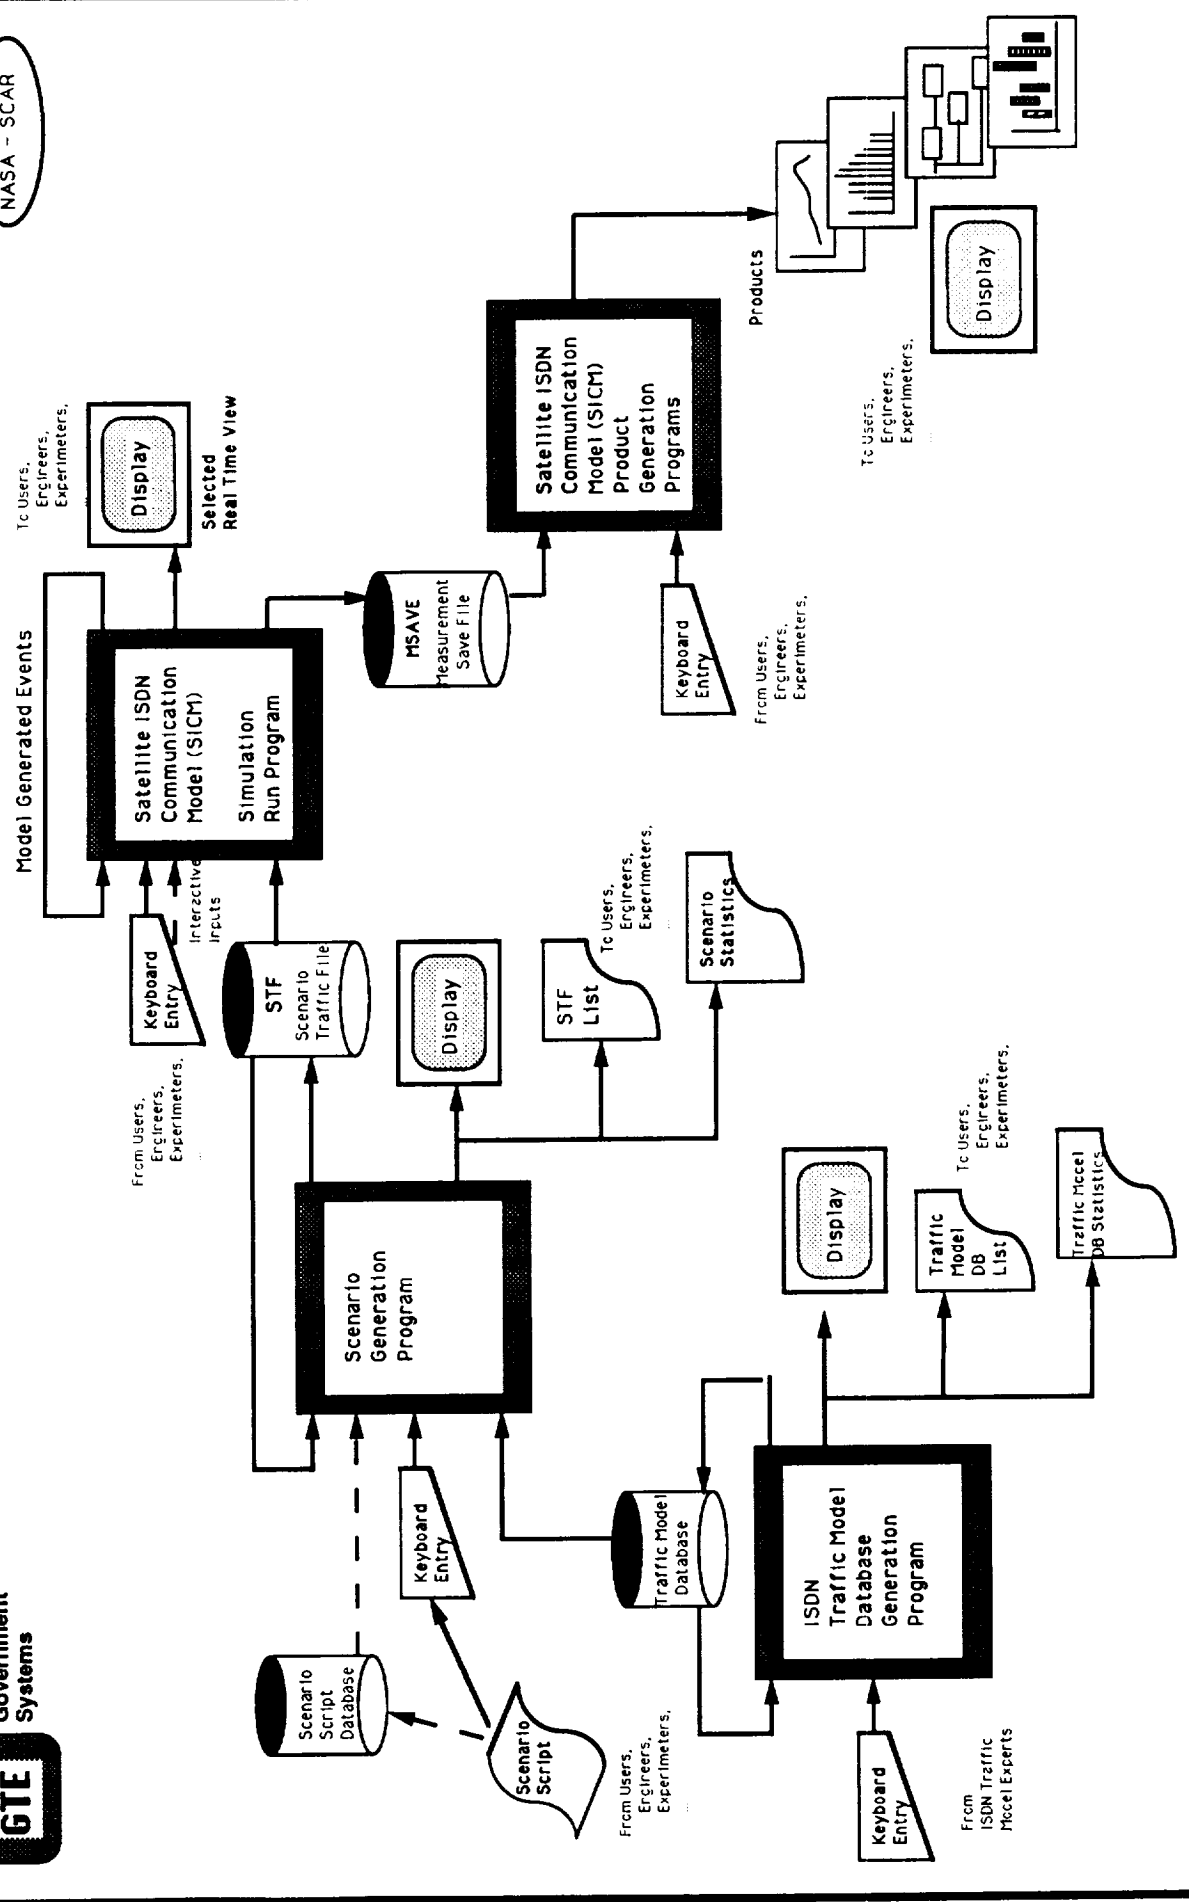 GTE
Government
Systems
NASA - SCAR
Model Generated Events
To Users,
Engineers,
Experimeters,
Display
Selected
Real Time View
Satellite ISDN
Communication
Model (SICM)
Simulation
Run Program
Keyboard
Entry
Interactive
Inputs
From Users,
Engineers,
Experimeters,
STF
Scenario
Traffic File
MSAVE
Measurement
Save File
Satellite ISDN
Communication
Model (SICM)
Product
Generation
Programs
Keyboard
Entry
From Users,
Engineers,
Experimeters,
Products
Display
To Users,
Engineers,
Experimeters,
Scenario
Script
Database
Scenario
Script
From Users,
Engineers,
Experimeters,
Keyboard
Entry
Scenario
Generation
Program
Display
STF
List
To Users,
Engineers,
Experimeters,
Scenario
Statistics
Traffic Model
Database
ISDN
Traffic Model
Database
Generation
Program
Keyboard
Entry
From
ISDN Traffic
Model Experts
Display
Traffic
Model
DB
List
To Users,
Engineers,
Experimeters,
Traffic Model
DB Statistics